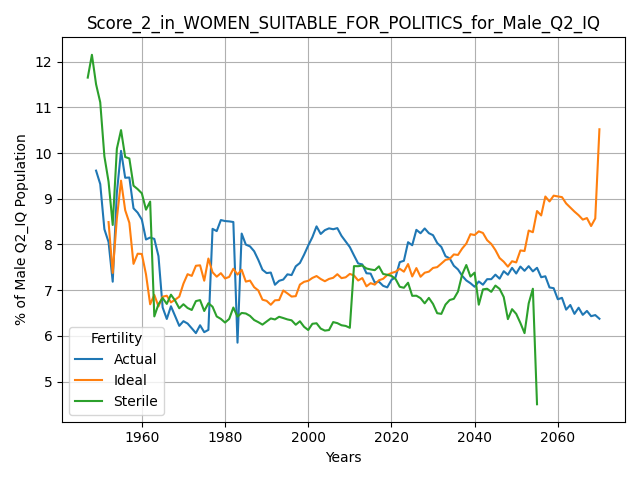 Score_2_in_WOMEN_SUITABLE_FOR_POLITICS_for_Male_Q2_IQ
% of Male Q2_IQ Population
12
11
10
9
8
7
6
5
Fertility
Actual
Ideal
Sterile
1960 1980 2000 2020 2040 2060
Years